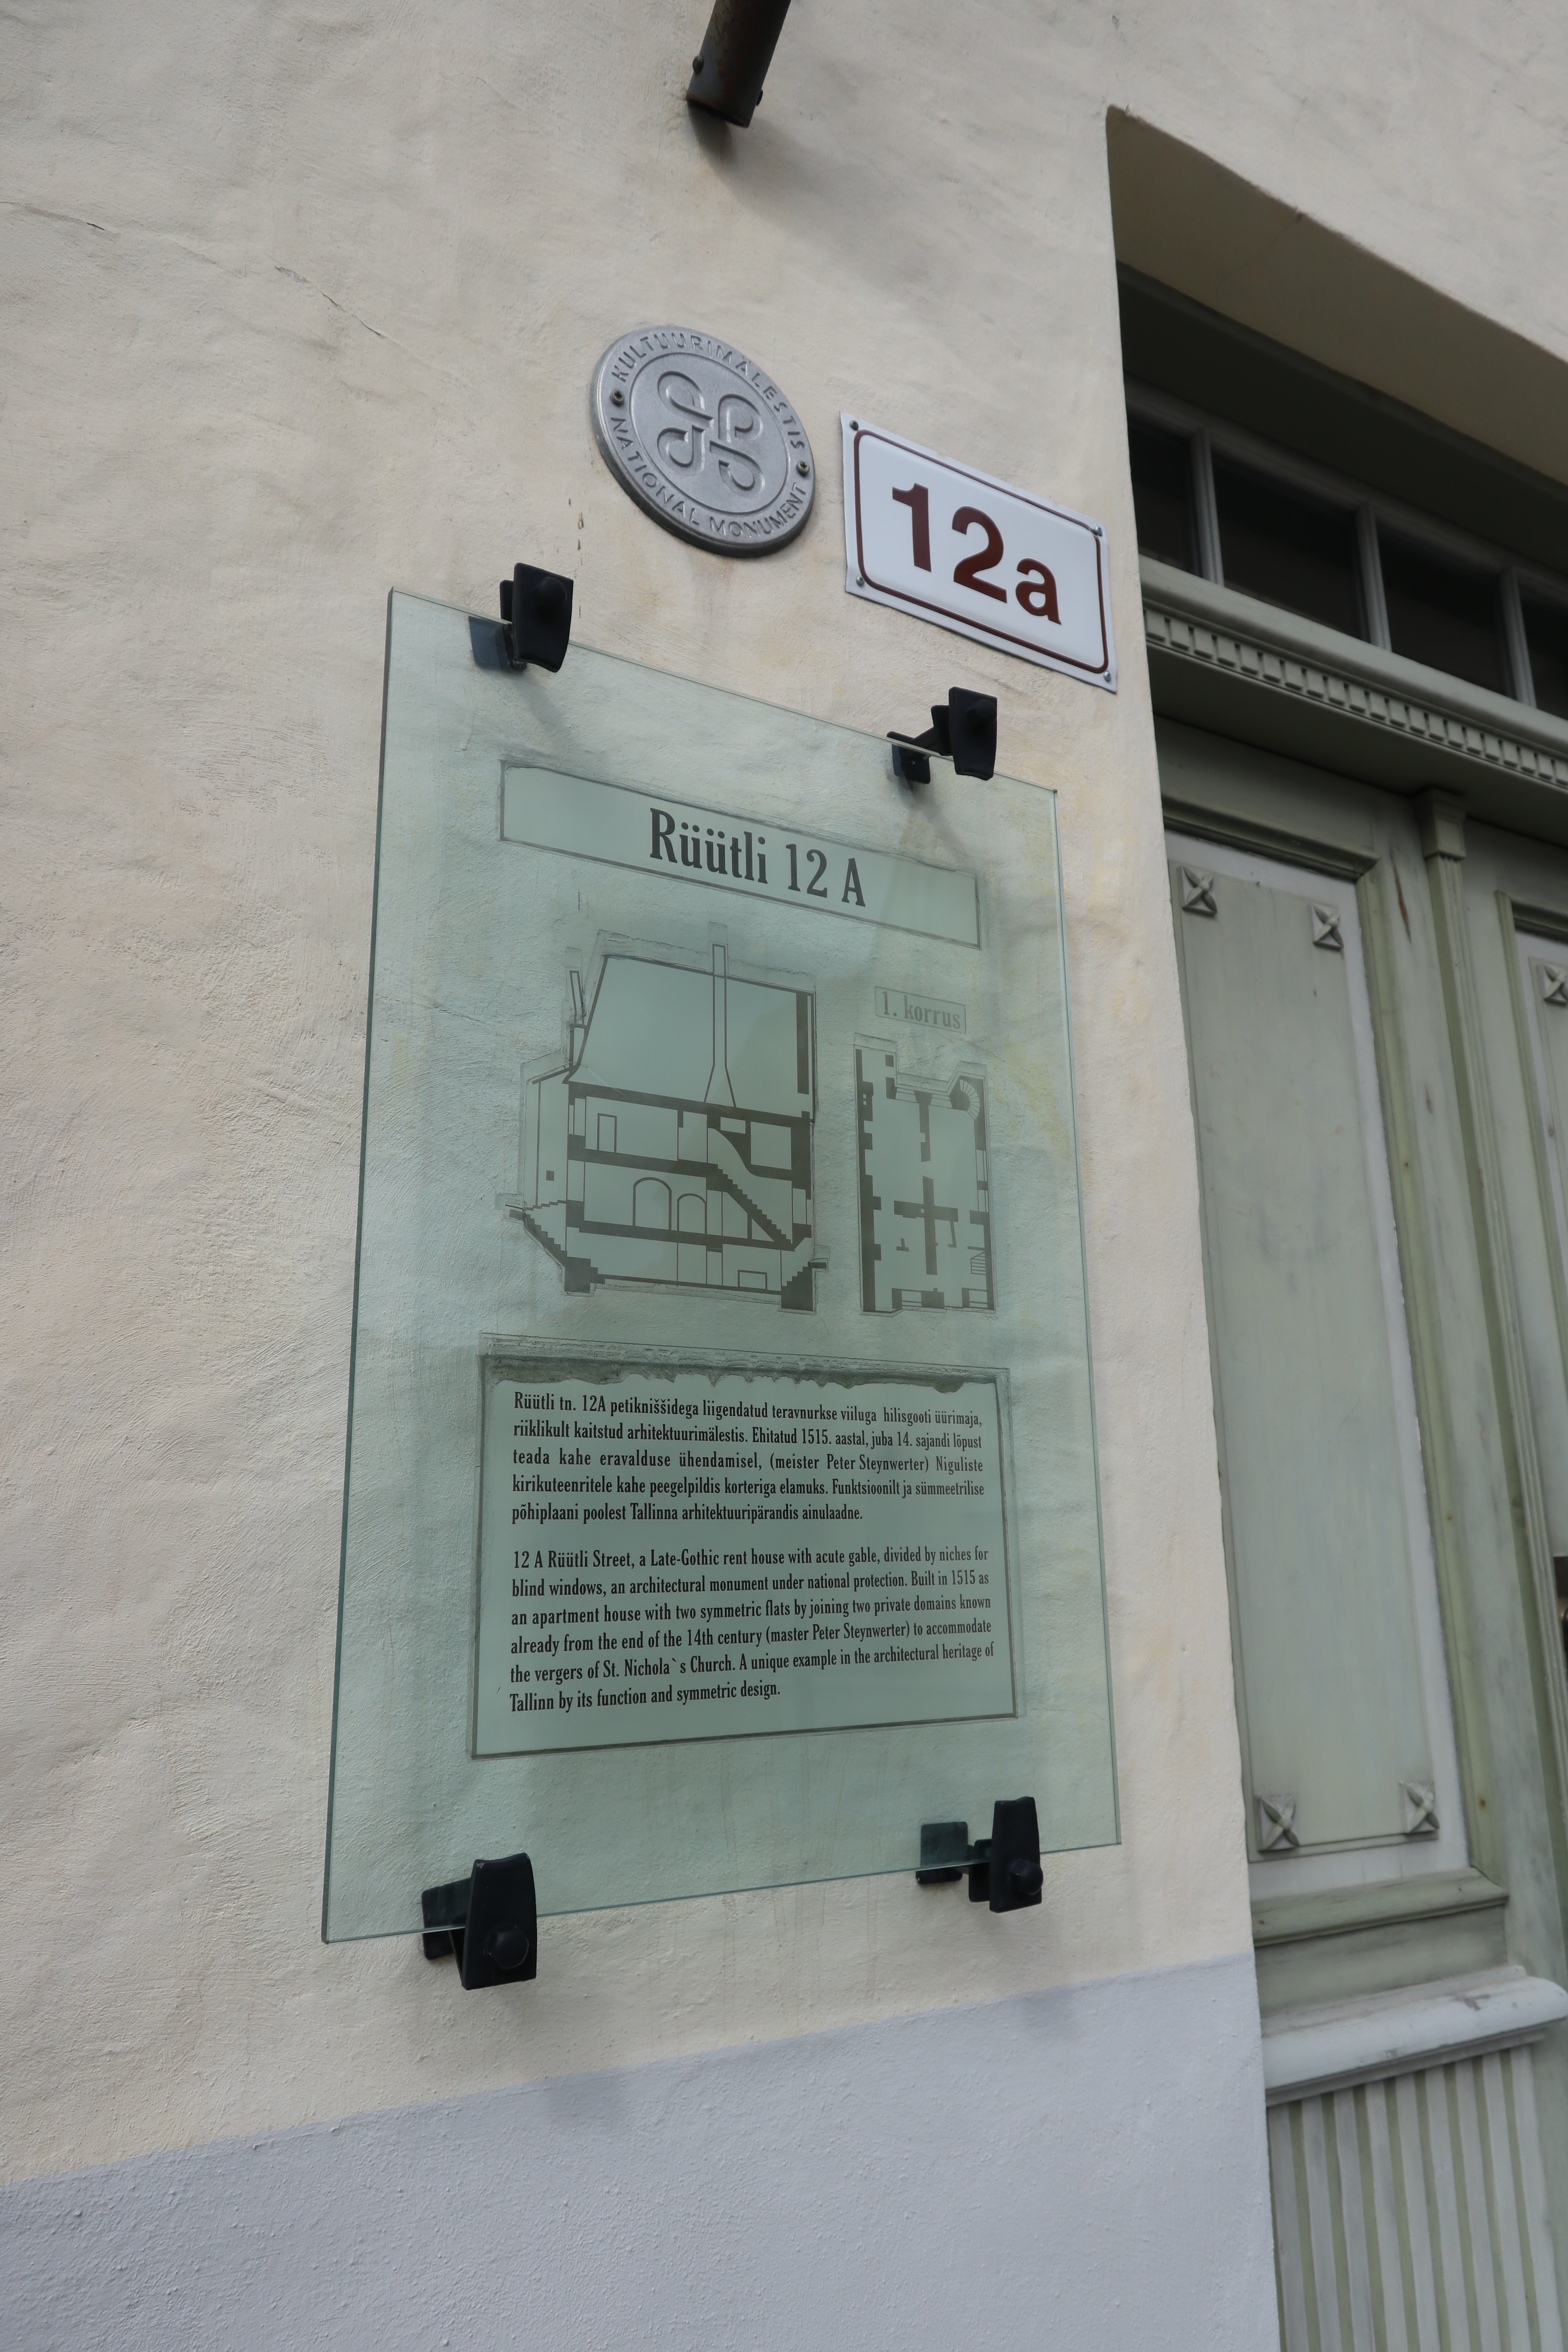 KULTUURIMÄLESTIS
NATIONAL MONUMENT
12a
Rüütli 12 A
1. korrus
Rüütli tn. 12A petikniššidega liigendatud teravnurkse viiluga hilisgooti üürimaja,
riiklikult kaitstud arhitektuurimälestis. Ehitatud 1515. aastal, juba 14. sajandi lõpust
teada kahe eravalduse ühendamisel, (meister Peter Steynwerter) Niguliste
kirikuteenritele kahe peegelpildis korteriga elamuks. Funktsioonilt ja sümmeetrilise
põhiplaani poolest Tallinna arhitektuuripärandis ainulaadne.
12 A Rüütli Street, a Late-Gothic rent house with acute gable, divided by niches for
blind windows, an architectural monument under national protection. Built in 1515 as
an apartment house with two symmetric flats by joining two private domains known
already from the end of the 14th century (master Peter Steynwerter) to accommodate
the vergers of St. Nichola`s Church. A unique example in the architectural heritage of
Tallinn by its function and symmetric design.